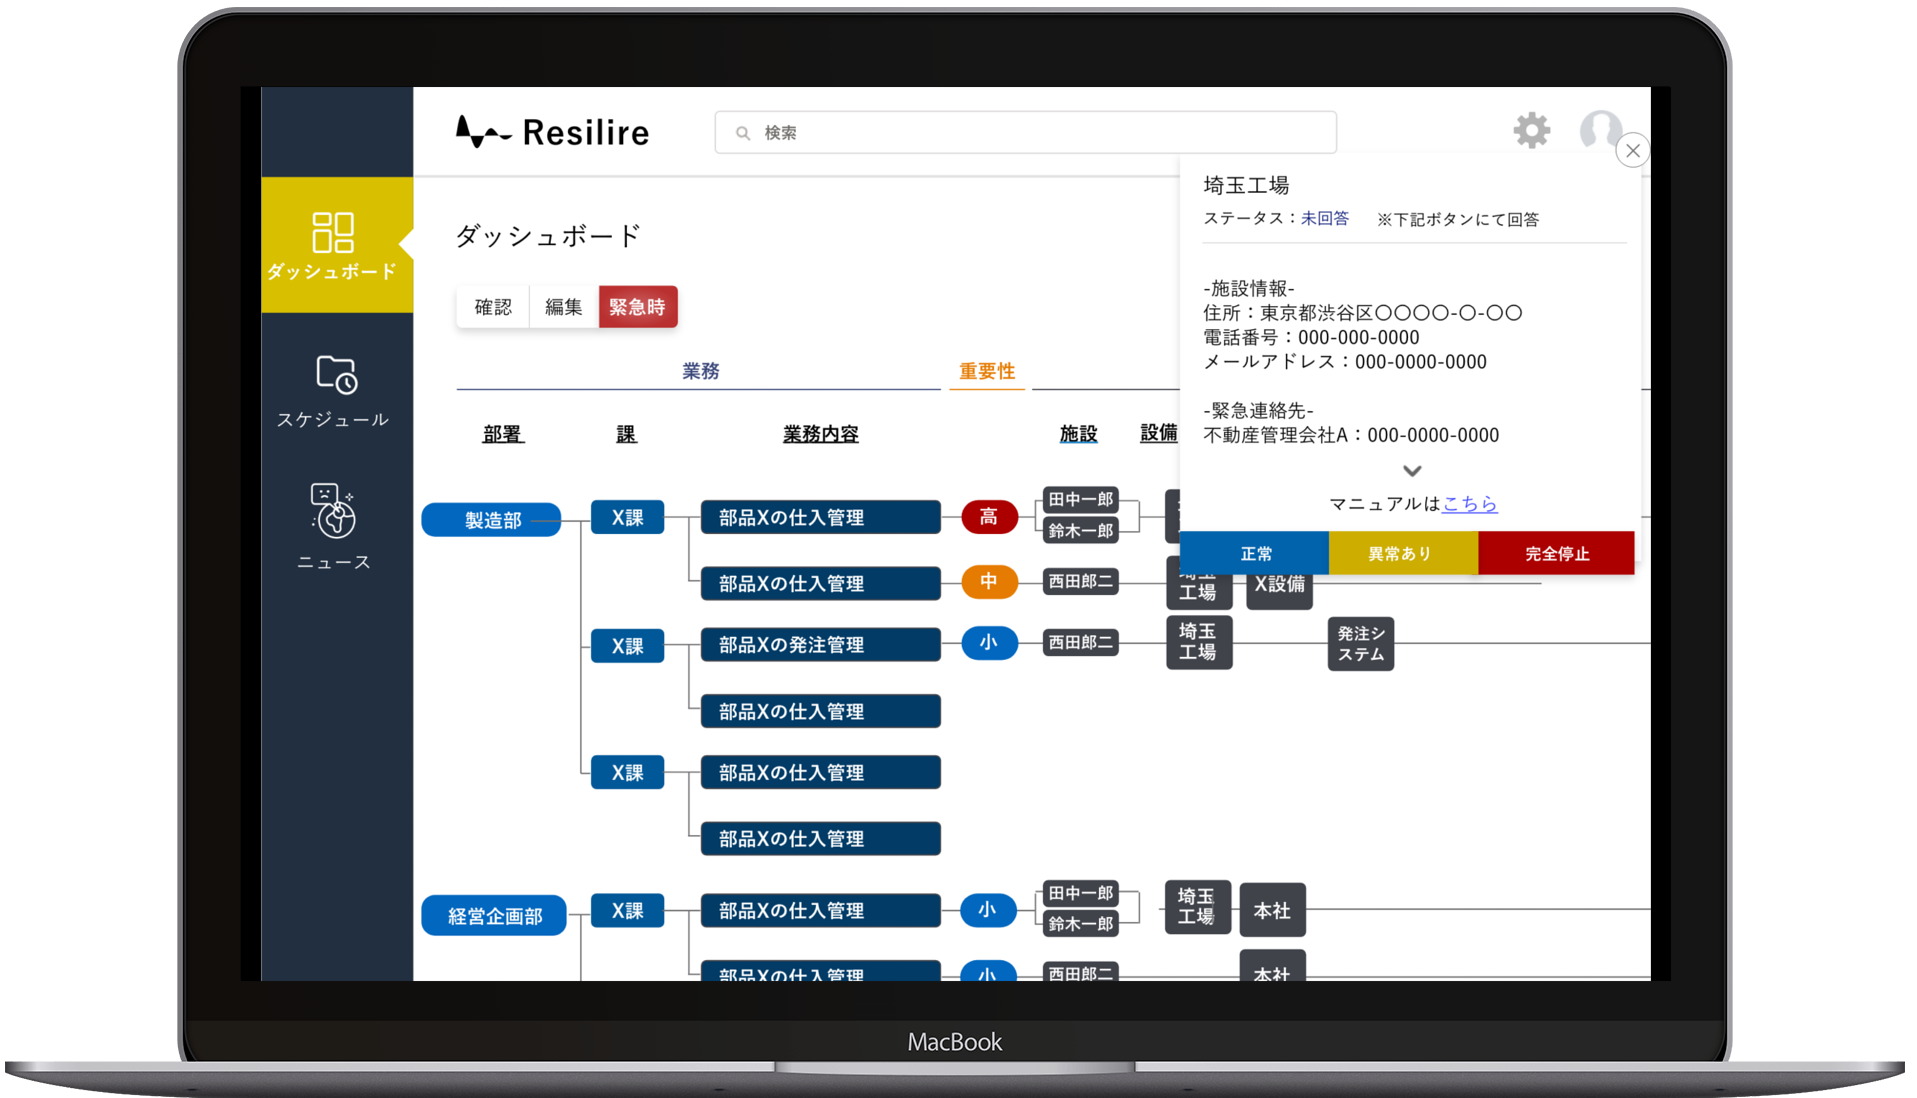 Resilire
検索
ダッシュボード
スケジュール
ニュース
ダッシュボード
確認
編集
緊急時
業務
重要性
部署
課
業務内容
施設
設備
製造部
X課
部品Xの仕入管理
高
田中一郎
鈴木一郎
部品Xの仕入管理
中
西田郎二
埼玉
工場
X設備
X課
部品Xの発注管理
小
西田郎二
埼玉
工場
発注シ
ステム
部品Xの仕入管理
X課
部品Xの仕入管理
部品Xの仕入管理
経営企画部
X課
部品Xの仕入管理
小
田中一郎
鈴木一郎
埼玉
工場
本社
部品Xの仕入管理
小
西田郎二
本社
埼玉工場
ステータス：未回答 ※下記ボタンにて回答
-施設情報-
住所：東京都渋谷区〇〇〇〇-〇-〇〇
電話番号：000-000-0000
メールアドレス：000-0000-0000
-緊急連絡先-
不動産管理会社A：000-0000-0000
マニュアルはこちら
正常
異常あり
完全停止
MacBook